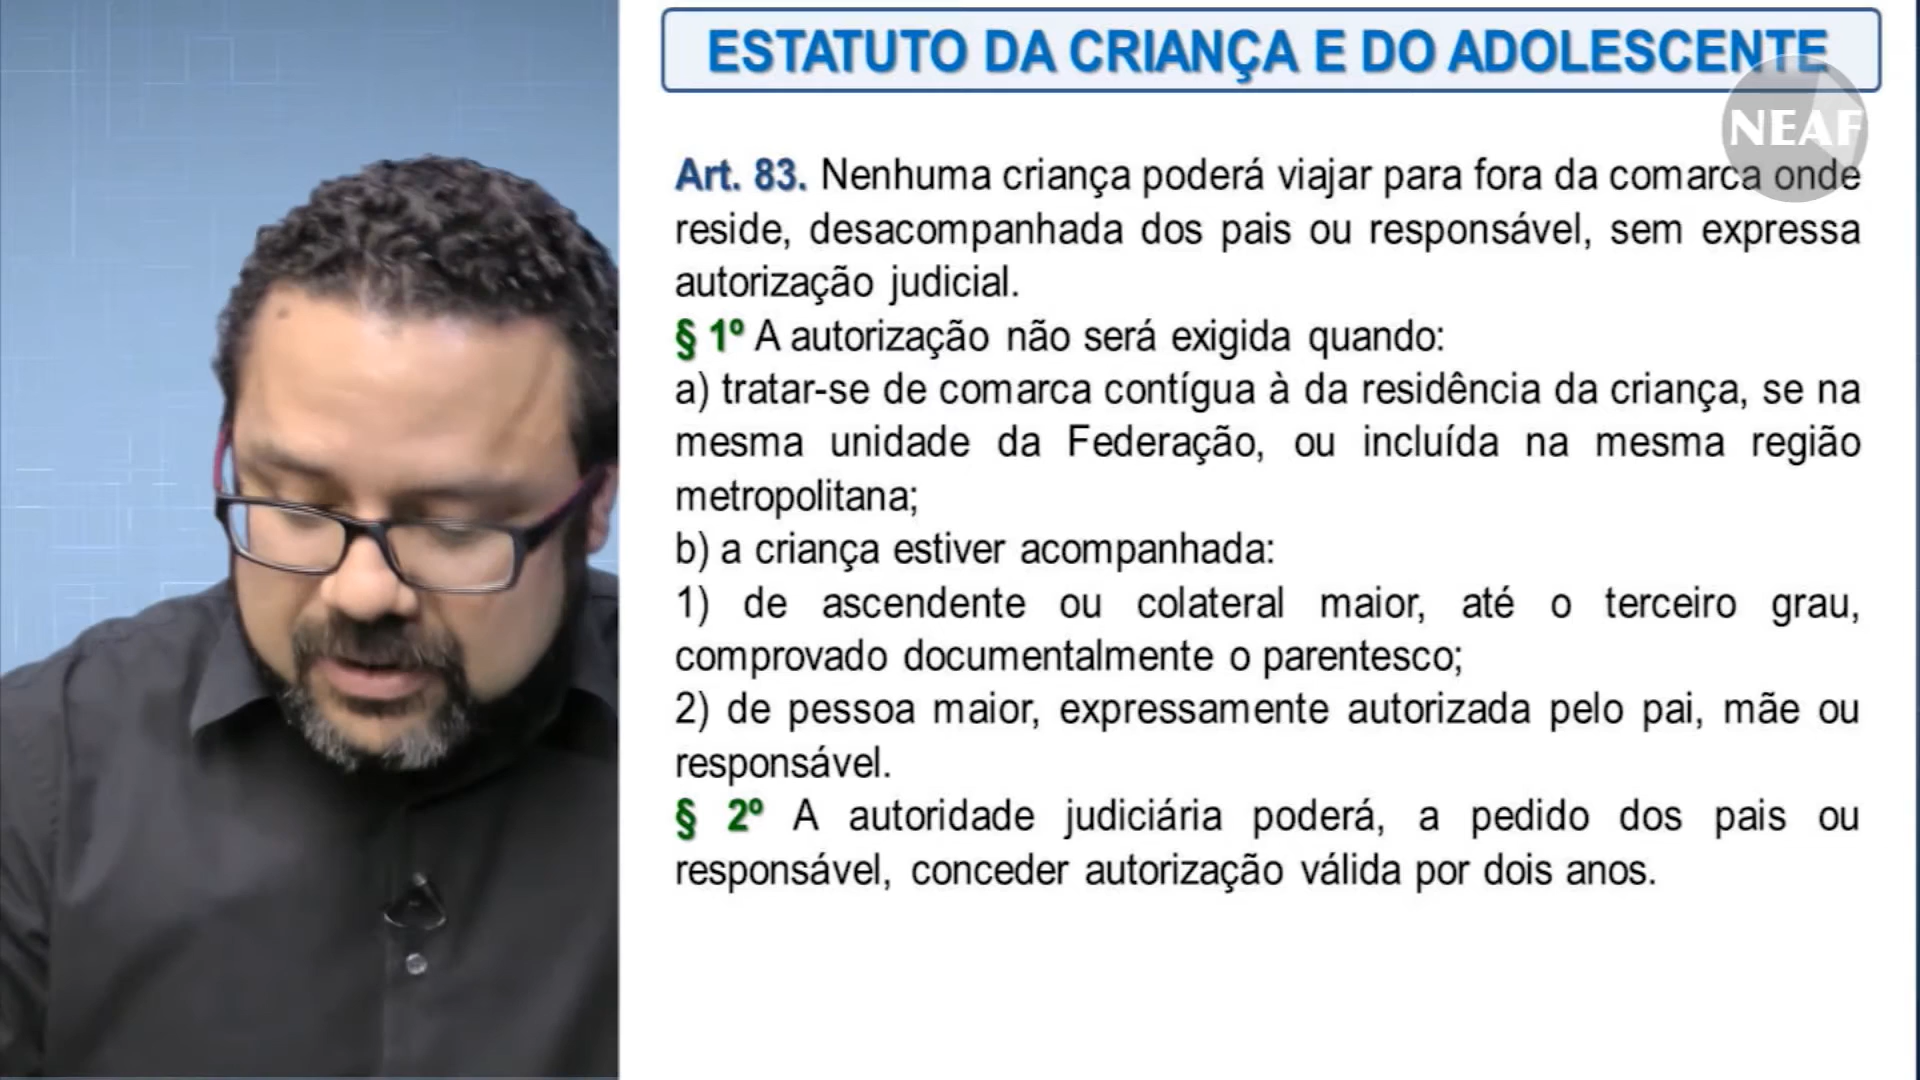 ESTATUTO DA CRIANÇA E DO ADOLESCENTE
NEAF
Art. 83. Nenhuma criança poderá viajar para fora da comarca onde
reside, desacompanhada dos pais ou responsável, sem expressa
autorização judicial.
§ 1º A autorização não será exigida quando:
a) tratar-se de comarca contígua à da residência da criança, se na
mesma unidade da Federação, ou incluída na mesma região
metropolitana;
b) a criança estiver acompanhada:
1) de ascendente ou colateral maior, até o terceiro grau,
comprovado documentalmente o parentesco;
2) de pessoa maior, expressamente autorizada pelo pai, mãe ou
responsável.
§ 2º A autoridade judiciária poderá, a pedido dos pais ou
responsável, conceder autorização válida por dois anos.